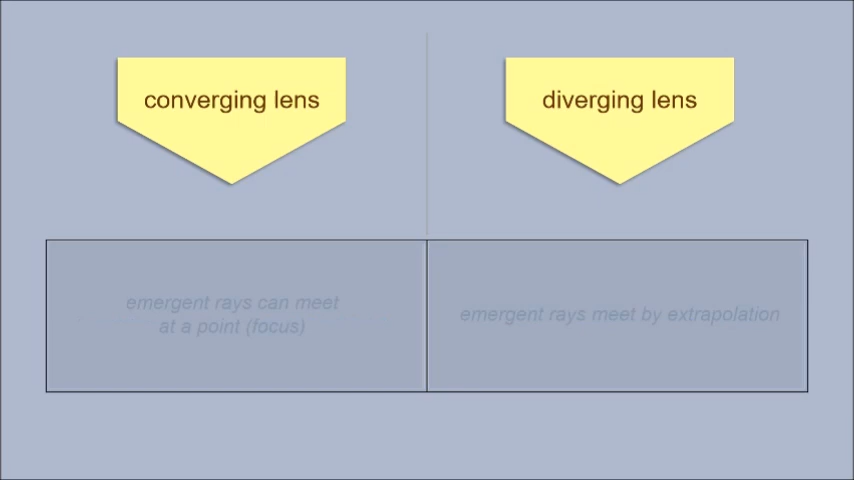 converging lens
diverging lens
emergent rays can meet
at a point (focus)
emergent rays meet by extrapolation